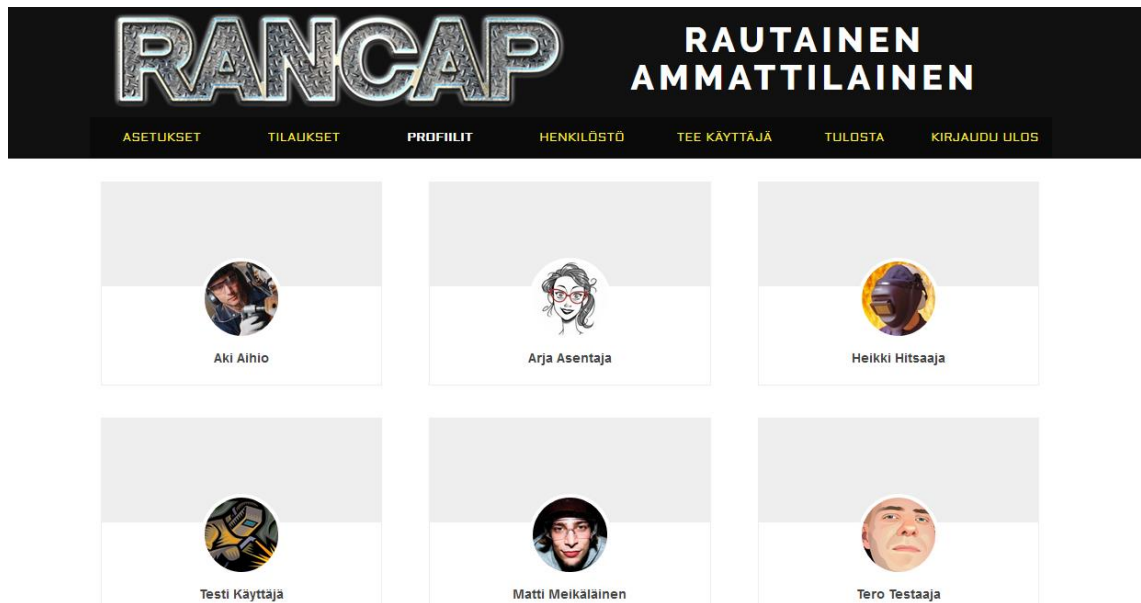 RANCAP
RAUTAINEN
AMMATTILAINEN
ASETUKSET TILAUKSET PROFIILIT HENKILÖSTÖ TEE KÄYTTÄJÄ TULOSTA KIRJAUDU ULOS
Aki Aihio Arja Asentaja Heikki Hitsaaja
Testi Käyttäjä Matti Meikäläinen Tero Testaaja